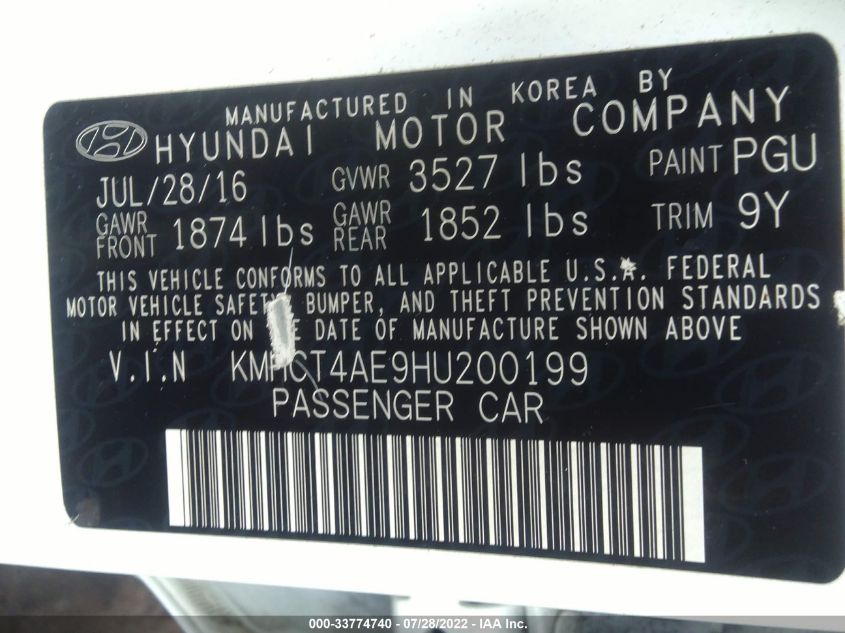 MANUFACTURED IN KOREA BY
HYUNDAI MOTOR COMPANY
JUL/28/16 GVWR 3527 lbs PAINT PGU
GAWR FRONT 1874 lbs GAWR REAR 1852 lbs TRIM 9Y
THIS VEHICLE CONFORMS TO ALL APPLICABLE U.S.A. FEDERAL
MOTOR VEHICLE SAFETY BUMPER, AND THEFT PREVENTION STANDARDS
IN EFFECT ON DATE OF MANUFACTURE SHOWN ABOVE
V.I.N KMHCT4AE9HU200199
PASSENGER CAR
000-33774740 - 07/28/2022 - IAA Inc.